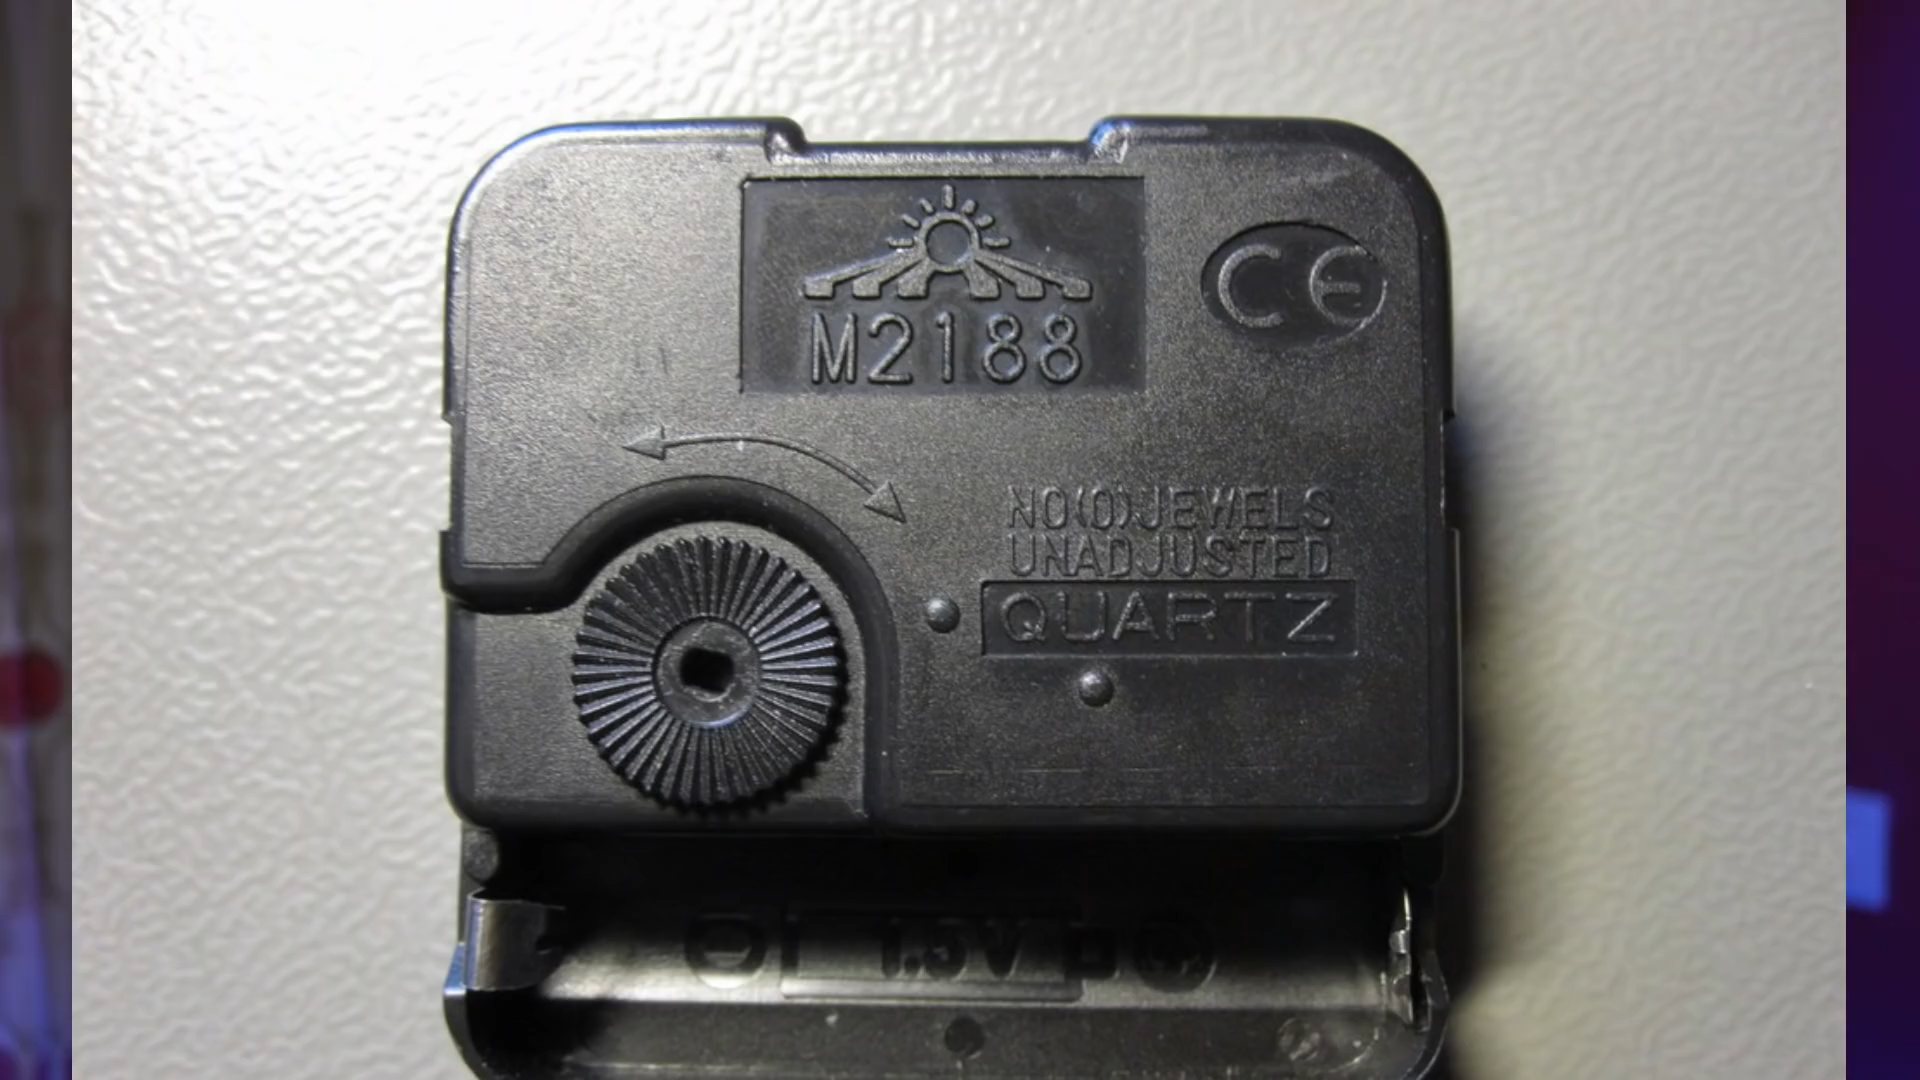 M2188
CE
NO(0)JEWELS
UNADJUSTED
QUARTZ
1.5V